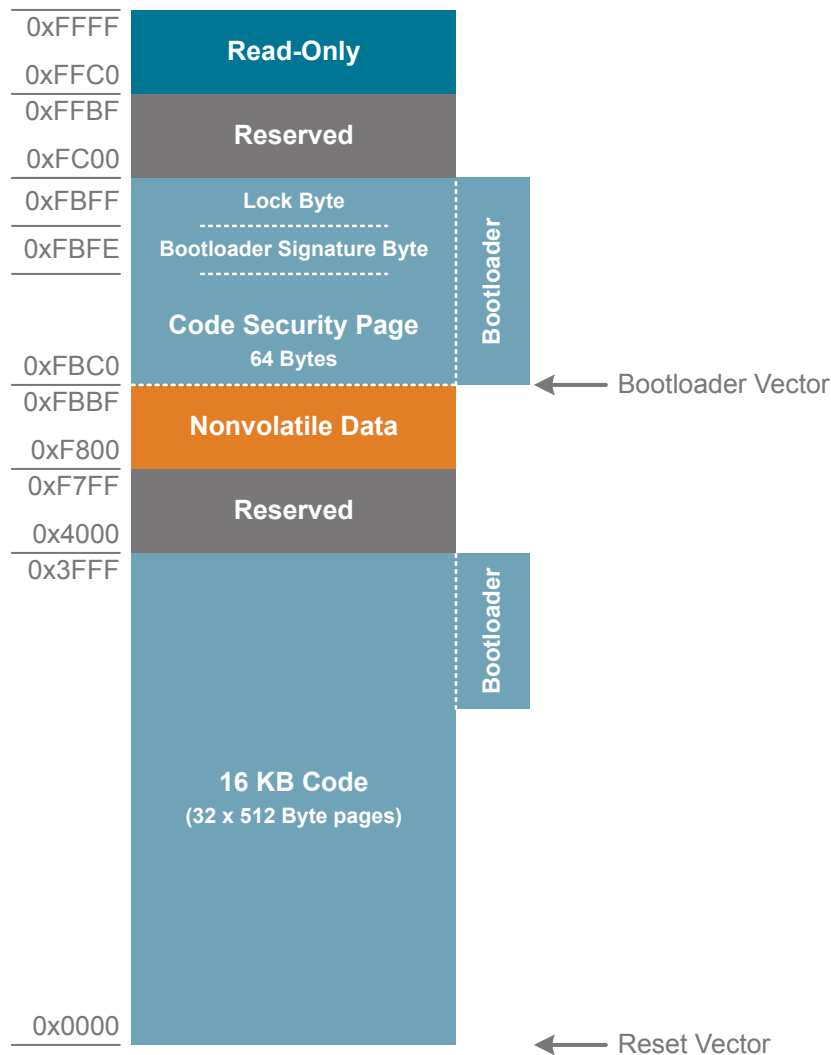 0xFFFF
Read-Only
0xFFC0
0xFFBF
Reserved
0xFC00
0xFBFF
Lock Byte
0xFBFE
Bootloader Signature Byte
Bootloader
Code Security Page
64 Bytes
0xFBC0
Bootloader Vector
0xFBBF
Nonvolatile Data
0xF800
0xF7FF
Reserved
0x4000
0x3FFF
Bootloader
16 KB Code
(32 x 512 Byte pages)
0x0000
Reset Vector